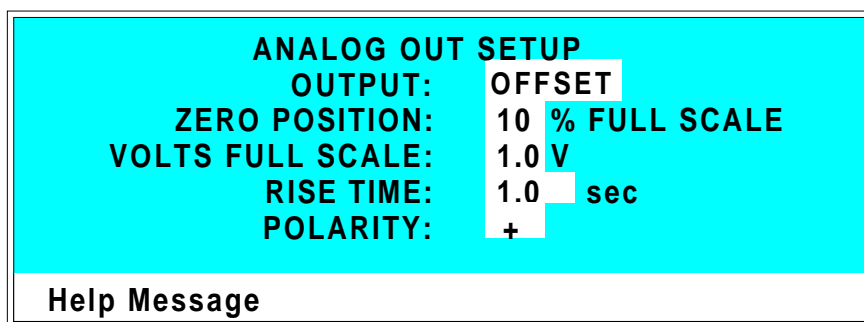 ANALOG OUT SETUP
OUTPUT: OFFSET
ZERO POSITION: 10 % FULL SCALE
VOLTS FULL SCALE: 1.0 V
RISE TIME: 1.0 sec
POLARITY: +
Help Message